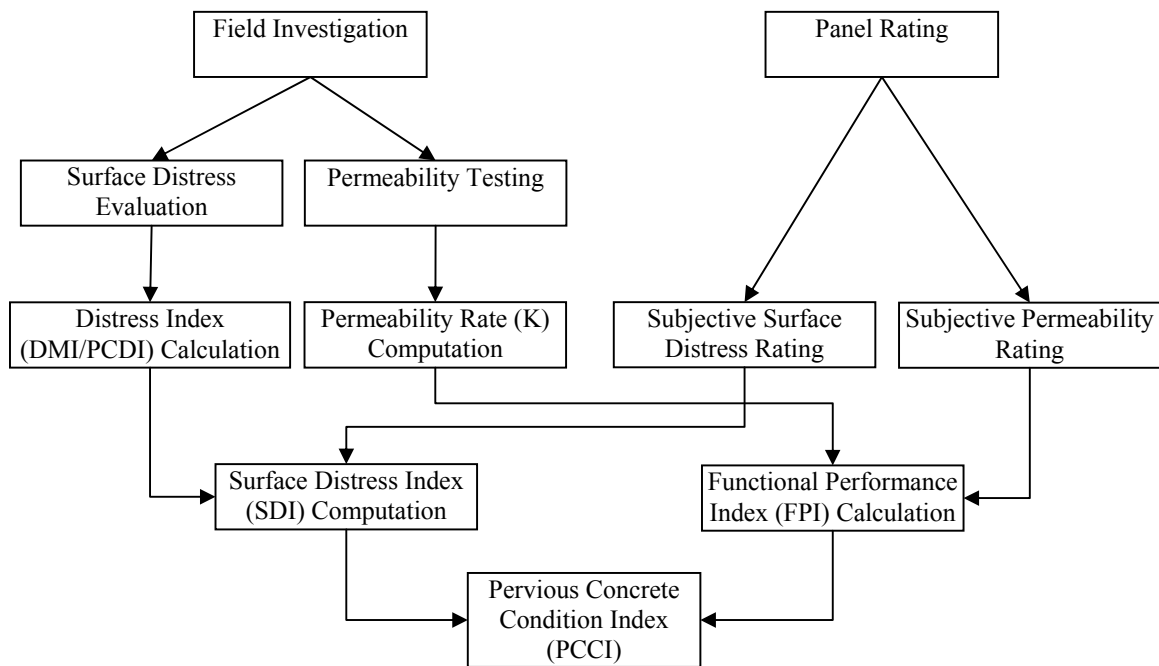 Field Investigation
Panel Rating
Surface Distress
Evaluation
Permeability Testing
Distress Index
(DMI/PCDI) Calculation
Permeability Rate (K)
Computation
Subjective Surface
Distress Rating
Subjective Permeability
Rating
Surface Distress Index
(SDI) Computation
Functional Performance
Index (FPI) Calculation
Pervious Concrete
Condition Index
(PCCI)